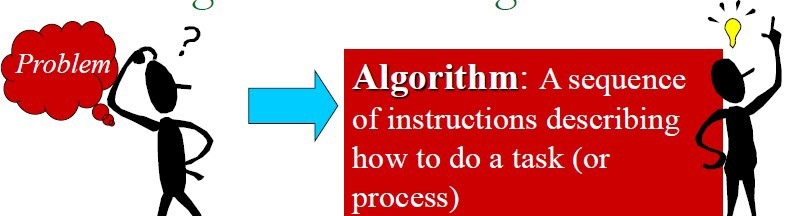 Problem
?
Algorithm: A sequence
of instructions describing
how to do a task (or
process)